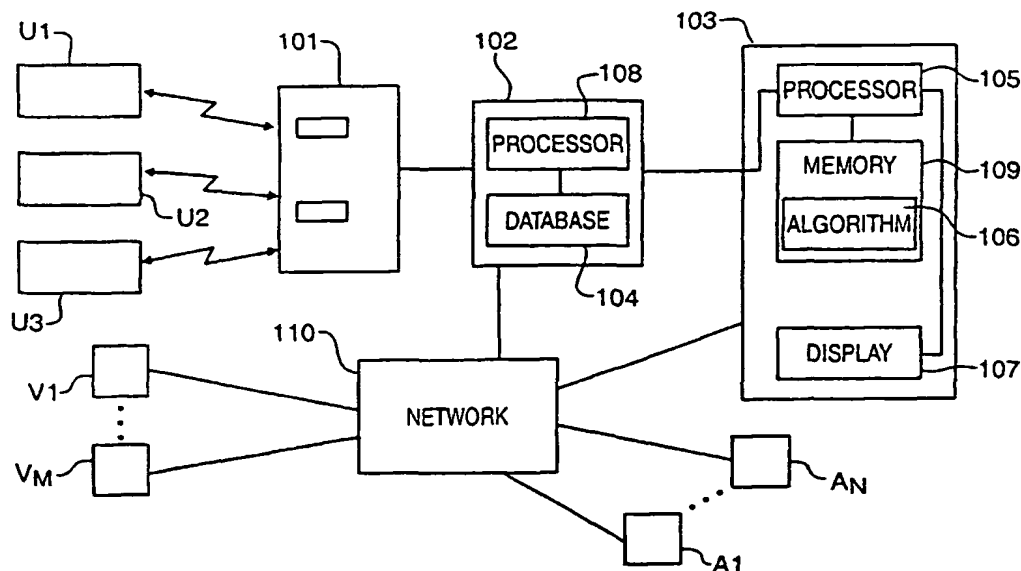 U1
U2
U3
101
102
108
PROCESSOR
DATABASE
104
103
PROCESSOR
105
MEMORY
109
ALGORITHM
106
DISPLAY
107
110
NETWORK
V1
VM
AN
A1